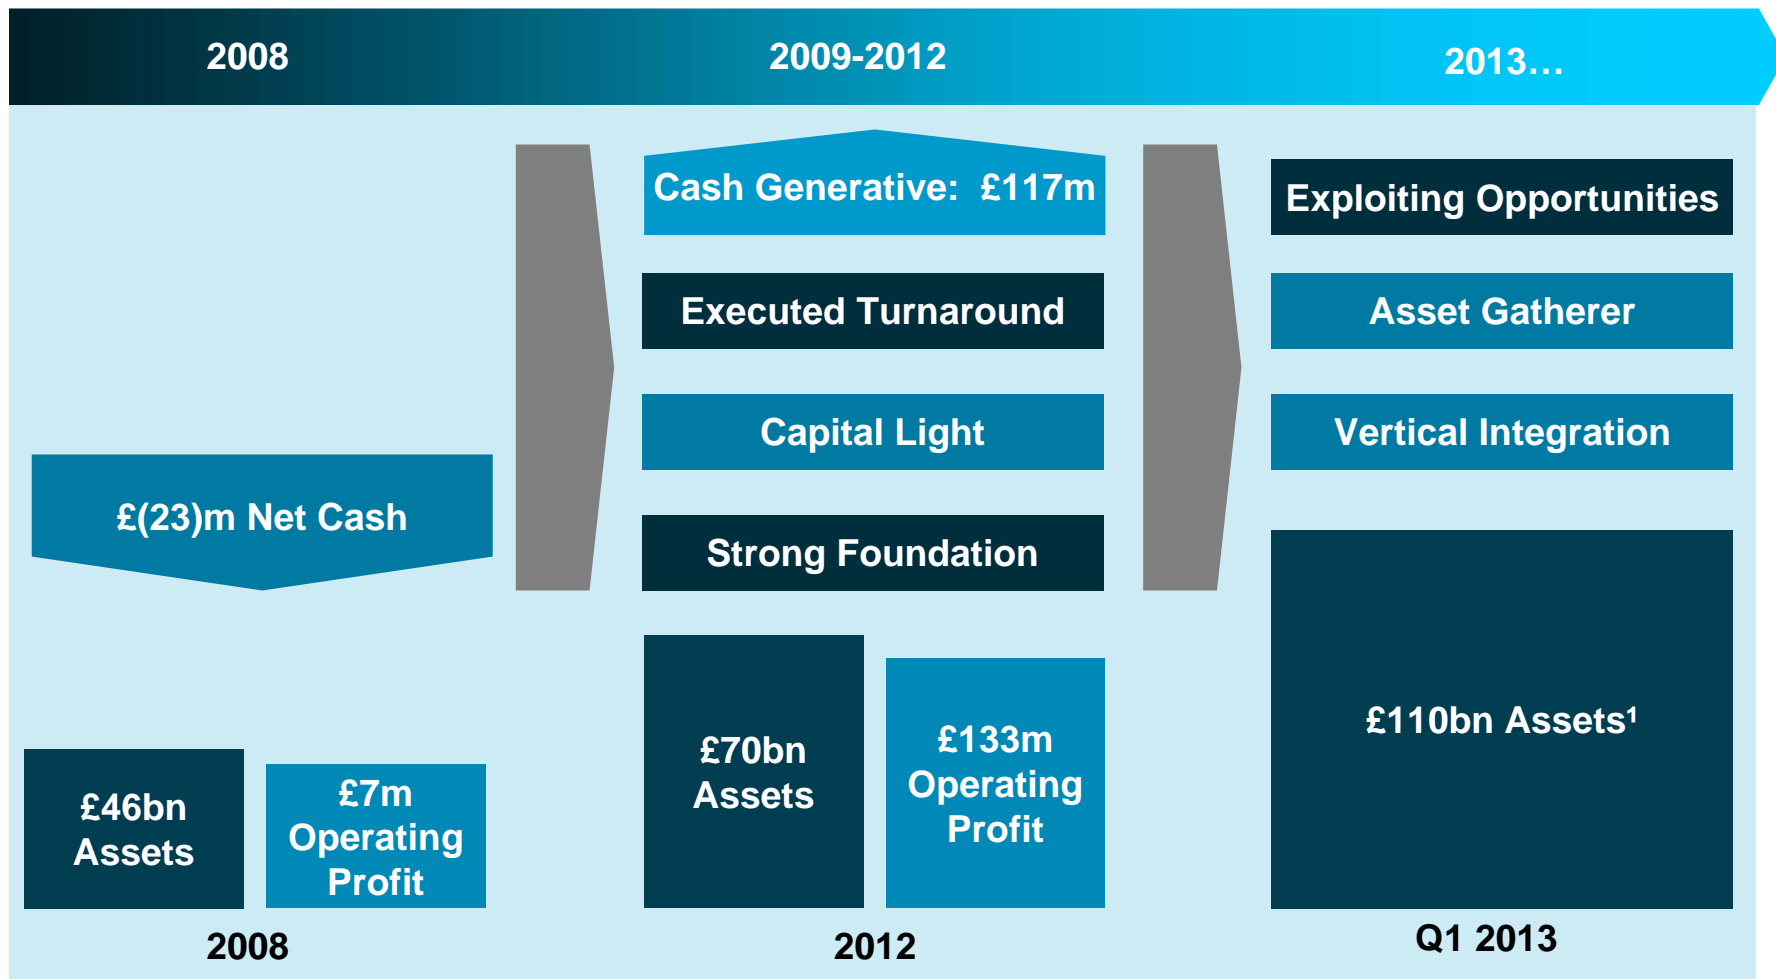 2008
2009-2012
2013…
£(23)m Net Cash
£46bn
Assets
£7m
Operating
Profit
2008
Cash Generative:  £117m
Executed Turnaround
Capital Light
Strong Foundation
£70bn
Assets
£133m
Operating
Profit
2012
Exploiting Opportunities
Asset Gatherer
Vertical Integration
£110bn Assets¹
Q1 2013